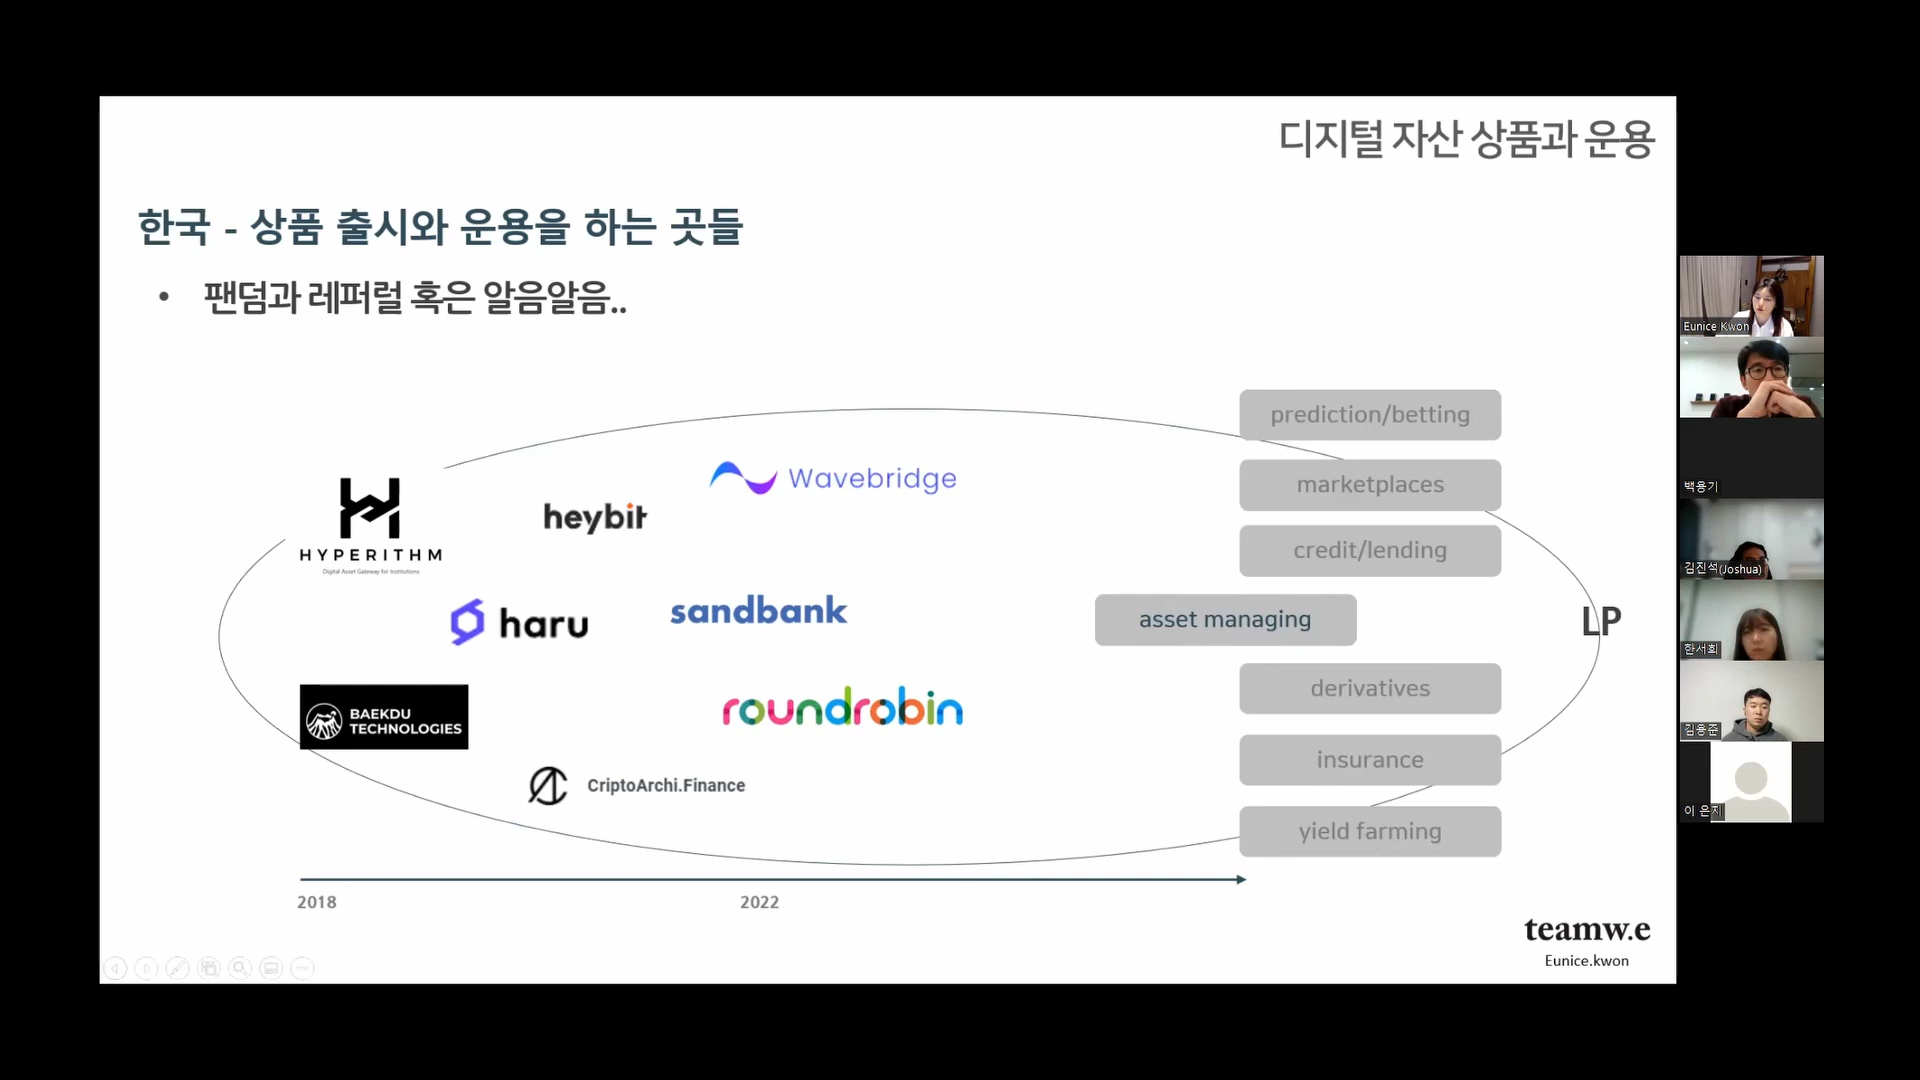 디지털 자산 상품과 운용
한국 - 상품 출시와 운용을 하는 곳들
• 팬덤과 레퍼럴 혹은 알음알음..
HYPERITHM
Digital Asset Gateway for Institutions
heybit
Wavebridge
haru
sandbank
BAEKDU
TECHNOLOGIES
roundrobin
CriptoArchi.Finance
prediction/betting
marketplaces
credit/lending
asset managing
derivatives
insurance
yield farming
LP
2018
2022
teamw.e
Eunice.kwon
Eunice Kwon
백용기
김진석(Joshua)
한서희
김용준
이 은지